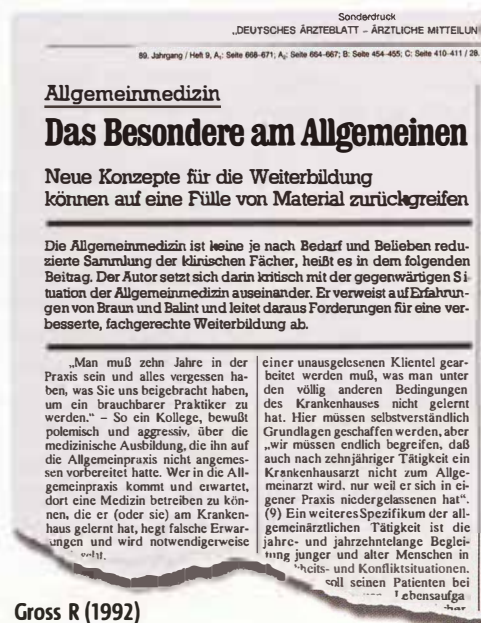 Sonderdruck
„DEUTSCHES ÄRZTEBLATT – ÄRZTLICHE MITTEILUN
89. Jahrgang / Heft 9, A₁: Seite 668–671; A₂: Seite 664–667; B: Seite 454–455; C: Seite 410–411 / 28.
Allgemeinmedizin
Das Besondere am Allgemeinen
Neue Konzepte für die Weiterbildung
können auf eine Fülle von Material zurückgreifen
Die Allgemeinmedizin ist keine je nach Bedarf und Belieben redu-
zierte Sammlung der klinischen Fächer, heißt es in dem folgenden
Beitrag. Der Autor setzt sich darin kritisch mit der gegenwärtigen Si-
tuation der Allgemeinmedizin auseinander. Er verweist auf Erfahrun-
gen von Braun und Balint und leitet daraus Forderungen für eine ver-
besserte, fachgerechte Weiterbildung ab.
„Man muß zehn Jahre in der
Praxis sein und alles vergessen ha-
ben, was Sie uns beigebracht haben,
um ein brauchbarer Praktiker zu
werden.“ – So ein Kollege, bewußt
polemisch und aggressiv, über die
medizinische Ausbildung, die ihn auf
die Allgemeinpraxis nicht angemes-
sen vorbereitet hatte. Wer in die All-
gemeinpraxis kommt und erwartet,
dort eine Medizin betreiben zu kön-
nen, die er (oder sie) am Kranken-
haus gelernt hat, hegt falsche Erwar-
ungen und wird notwendigerweise
einer unausgelesenen Klientel gear-
beitet werden muß, was man unter
den völlig anderen Bedingungen
des Krankenhauses nicht gelernt
hat. Hier müssen selbstverständlich
Grundlagen geschaffen werden, aber
„wir müssen endlich begreifen, daß
auch nach zehnjähriger Tätigkeit ein
Krankenhausarzt nicht zum Allge-
meinarzt wird, nur weil er sich in ei-
gener Praxis niedergelassen hat“.
(9) Ein weiteres Spezifikum der all-
gemeinärztlichen Tätigkeit ist die
jahre- und jahrzehntelange Beglei-
tung junger und alter Menschen in
heits- und Konfliktsituationen.
soll seinen Patienten bei
Lebensaufga
Gross R (1992)